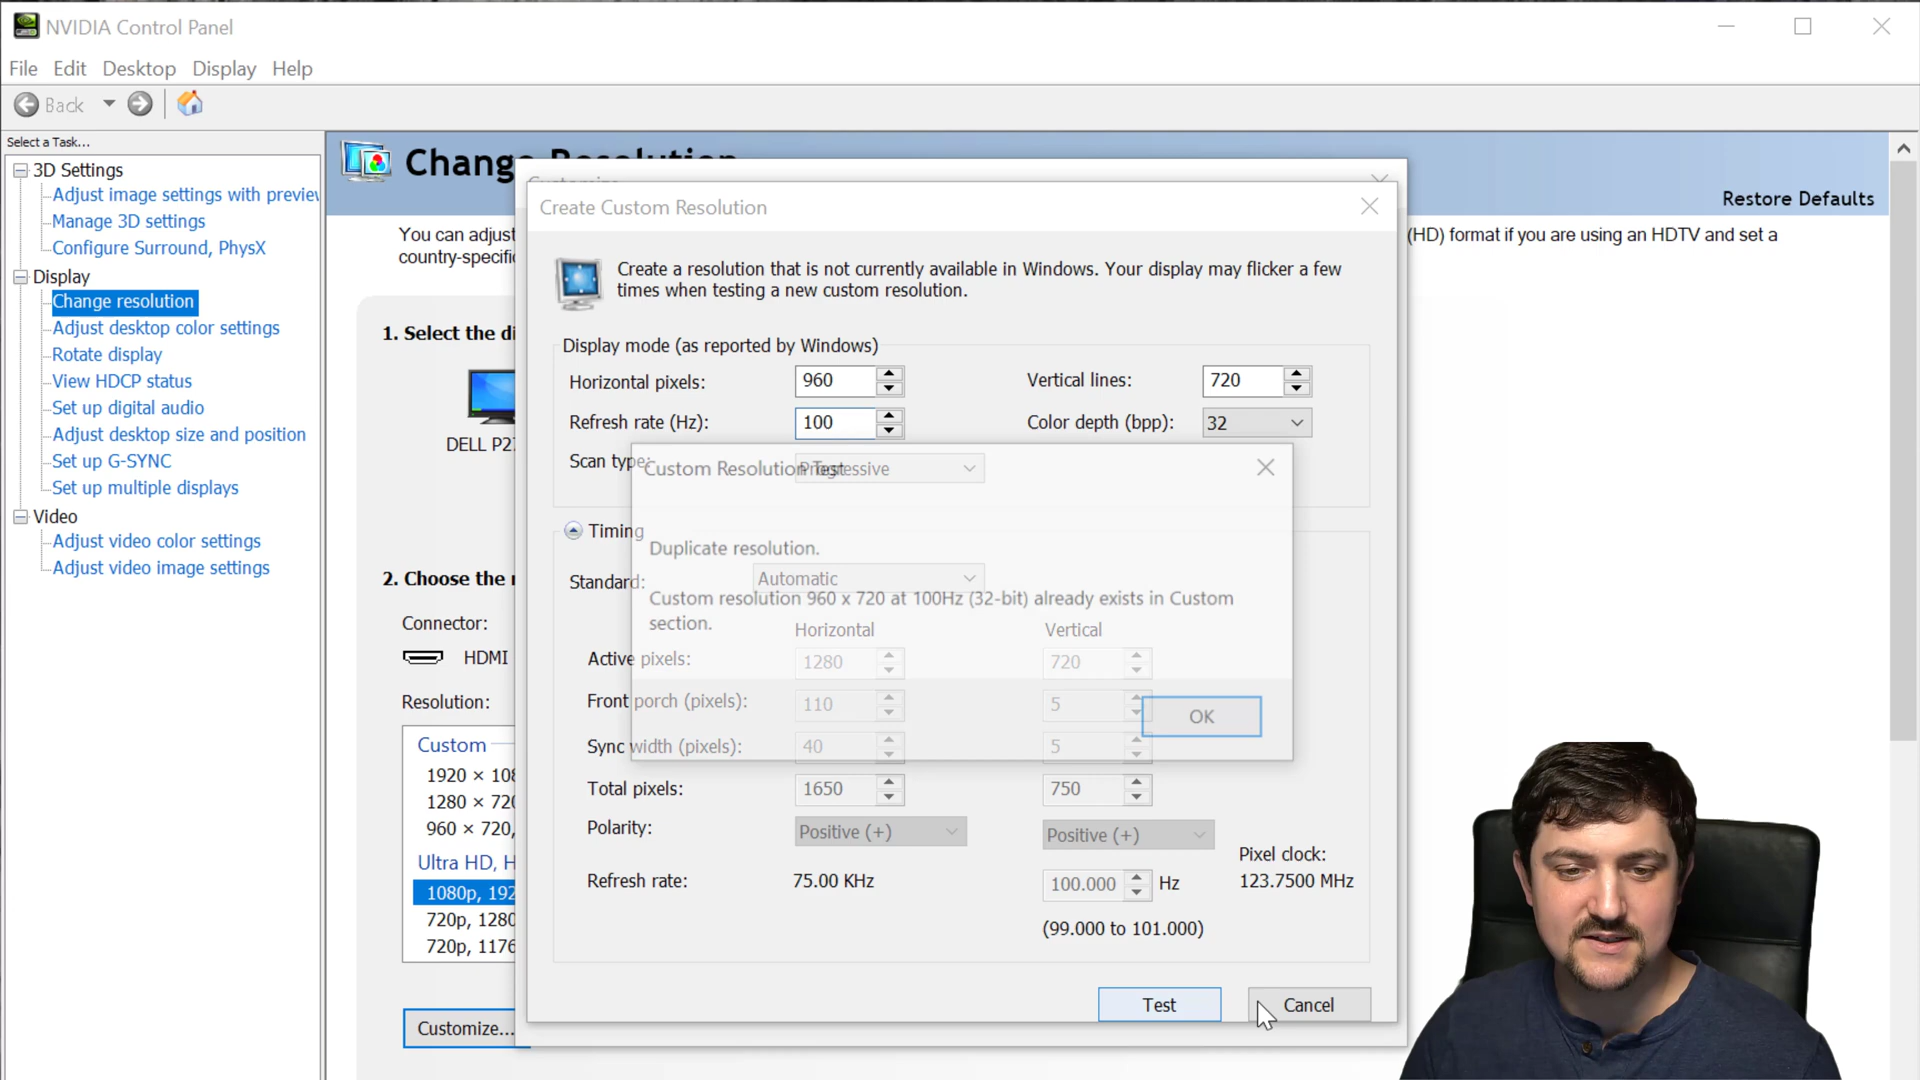 NVIDIA Control Panel
File Edit Desktop Display Help
Back
Select a Task...
3D Settings
Adjust image settings with preview
Manage 3D settings
Configure Surround, PhysX
Display
Change resolution
Adjust desktop color settings
Rotate display
View HDCP status
Set up digital audio
Adjust desktop size and position
Set up G-SYNC
Set up multiple displays
Video
Adjust video color settings
Adjust video image settings
Change Resolution
Restore Defaults
You can adjust
(HD) format if you are using an HDTV and set a
country-specific
1. Select the di
DELL P2
2. Choose the
Connector:
HDMI
Resolution:
Custom
1920 × 108
1280 × 720
960 × 720,
Ultra HD, H
1080p, 192
720p, 1280
720p, 1176
Customize...
Customize
Create Custom Resolution
Create a resolution that is not currently available in Windows. Your display may flicker a few
times when testing a new custom resolution.
Display mode (as reported by Windows)
Horizontal pixels: 960 Vertical lines: 720
Refresh rate (Hz): 100 Color depth (bpp): 32
Scan type: Progressive
Custom Resolution Test
Timing
Duplicate resolution.
Standard: Automatic
Custom resolution 960 x 720 at 100Hz (32-bit) already exists in Custom
section.
Horizontal Vertical
Active pixels: 1280 720
Front porch (pixels): 110 5
OK
Sync width (pixels): 40 5
Total pixels: 1650 750
Polarity: Positive (+) Positive (+)
Pixel clock:
Refresh rate: 75.00 KHz 100.000 Hz 123.7500 MHz
(99.000 to 101.000)
Test Cancel